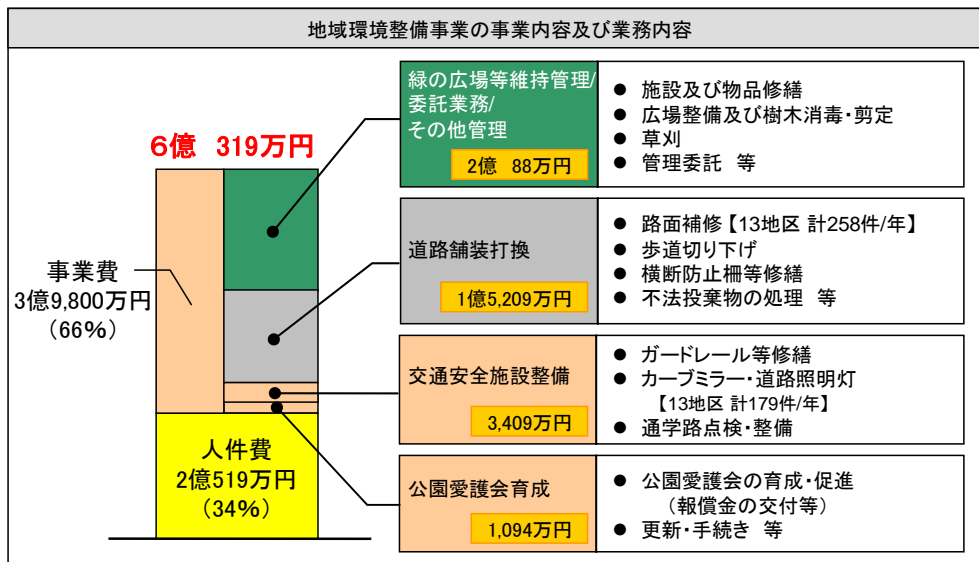 地域環境整備事業の事業内容及び業務内容
6億 319万円
事業費
3億9,800万円
(66%)
人件費
2億519万円
(34%)
緑の広場等維持管理/
委託業務/
その他管理
2億 88万円
● 施設及び物品修繕
● 広場整備及び樹木消毒・剪定
● 草刈
● 管理委託 等
道路舗装打換
1億5,209万円
● 路面補修【13地区 計258件/年】
● 歩道切り下げ
● 横断防止柵等修繕
● 不法投棄物の処理 等
交通安全施設整備
3,409万円
● ガードレール等修繕
● カーブミラー・道路照明灯
【13地区 計179件/年】
● 通学路点検・整備
公園愛護会育成
1,094万円
● 公園愛護会の育成・促進
(報償金の交付等)
● 更新・手続き 等